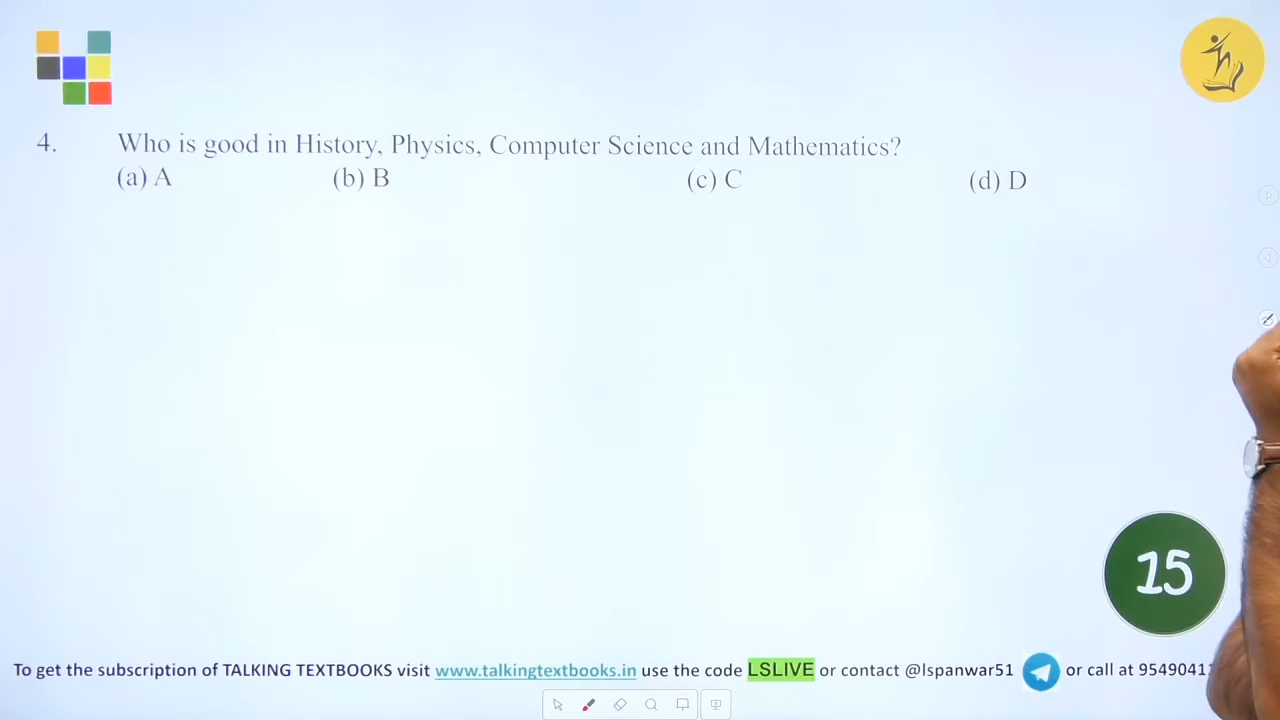 4. Who is good in History, Physics, Computer Science and Mathematics?
(a) A (b) B (c) C (d) D
15
To get the subscription of TALKING TEXTBOOKS visit www.talkingtextbooks.in use the code LSLIVE or contact @lspanwar51 or call at 9549041